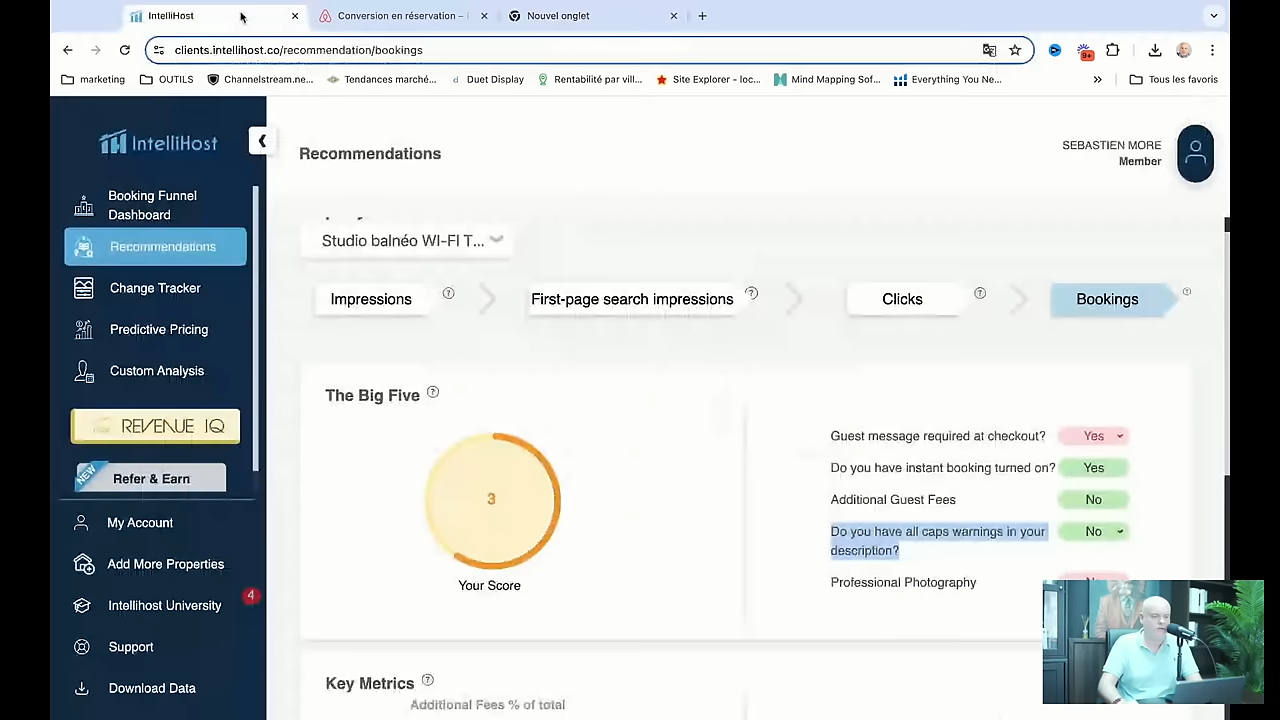 IntelliHost
Conversion en réservation –
Nouvel onglet
clients.intellihost.co/recommendation/bookings
9+
marketing
OUTILS
Channelstream.ne...
Tendances marché...
Duet Display
Rentabilité par vill...
Site Explorer - loc...
Mind Mapping Sof...
Everything You Ne...
Tous les favoris
IntelliHost
Recommendations
SEBASTIEN MORE
Member
Booking Funnel
Dashboard
Recommendations
Change Tracker
Predictive Pricing
Custom Analysis
REVENUE IQ
NEW
Refer & Earn
My Account
Add More Properties
Intellihost University
4
Support
Download Data
Studio balnéo WI-FI T...
Impressions
First-page search impressions
Clicks
Bookings
The Big Five
3
Your Score
Guest message required at checkout?
Yes
Do you have instant booking turned on?
Yes
Additional Guest Fees
No
Do you have all caps warnings in your
description?
No
Professional Photography
Key Metrics
Additional Fees % of total